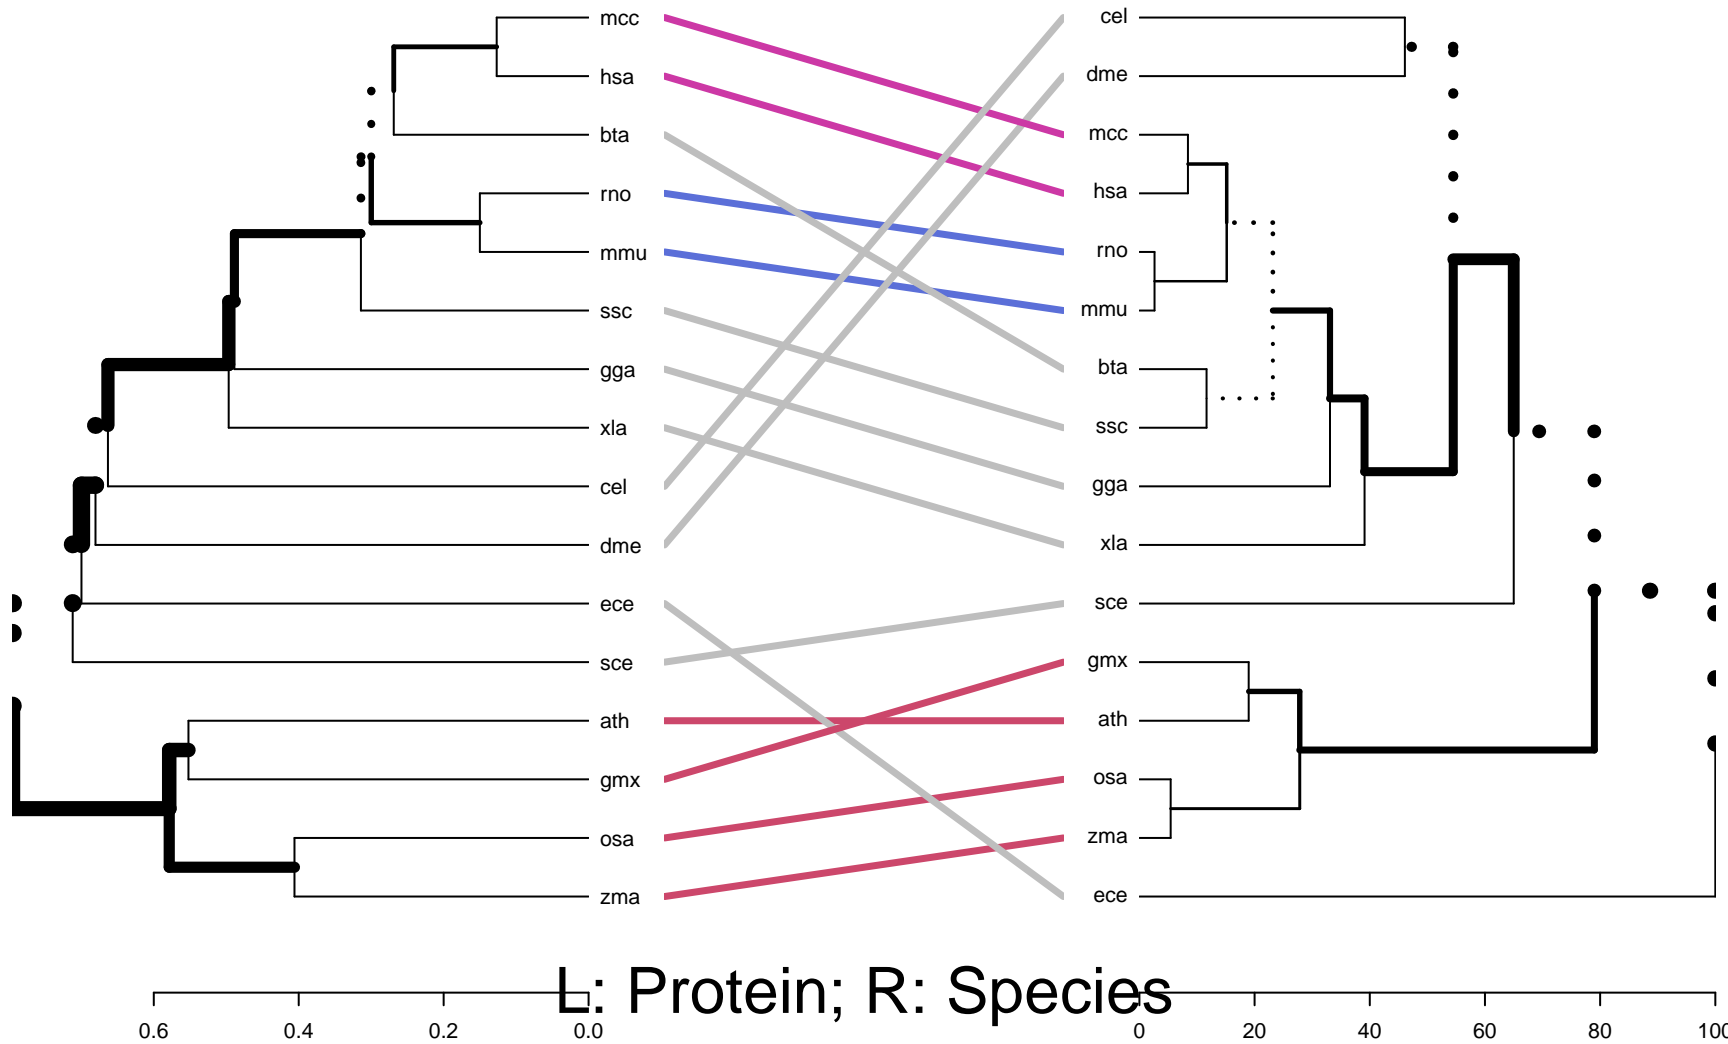 mcc
hsa
bta
rno
mmu
ssc
gga
xla
cel
dme
ece
sce
ath
gmx
osa
zma
cel
dme
mcc
hsa
rno
mmu
bta
ssc
gga
xla
sce
gmx
ath
osa
zma
ece
L: Protein; R: Species
0.6 0.4 0.2 0.0
0 20 40 60 80 100